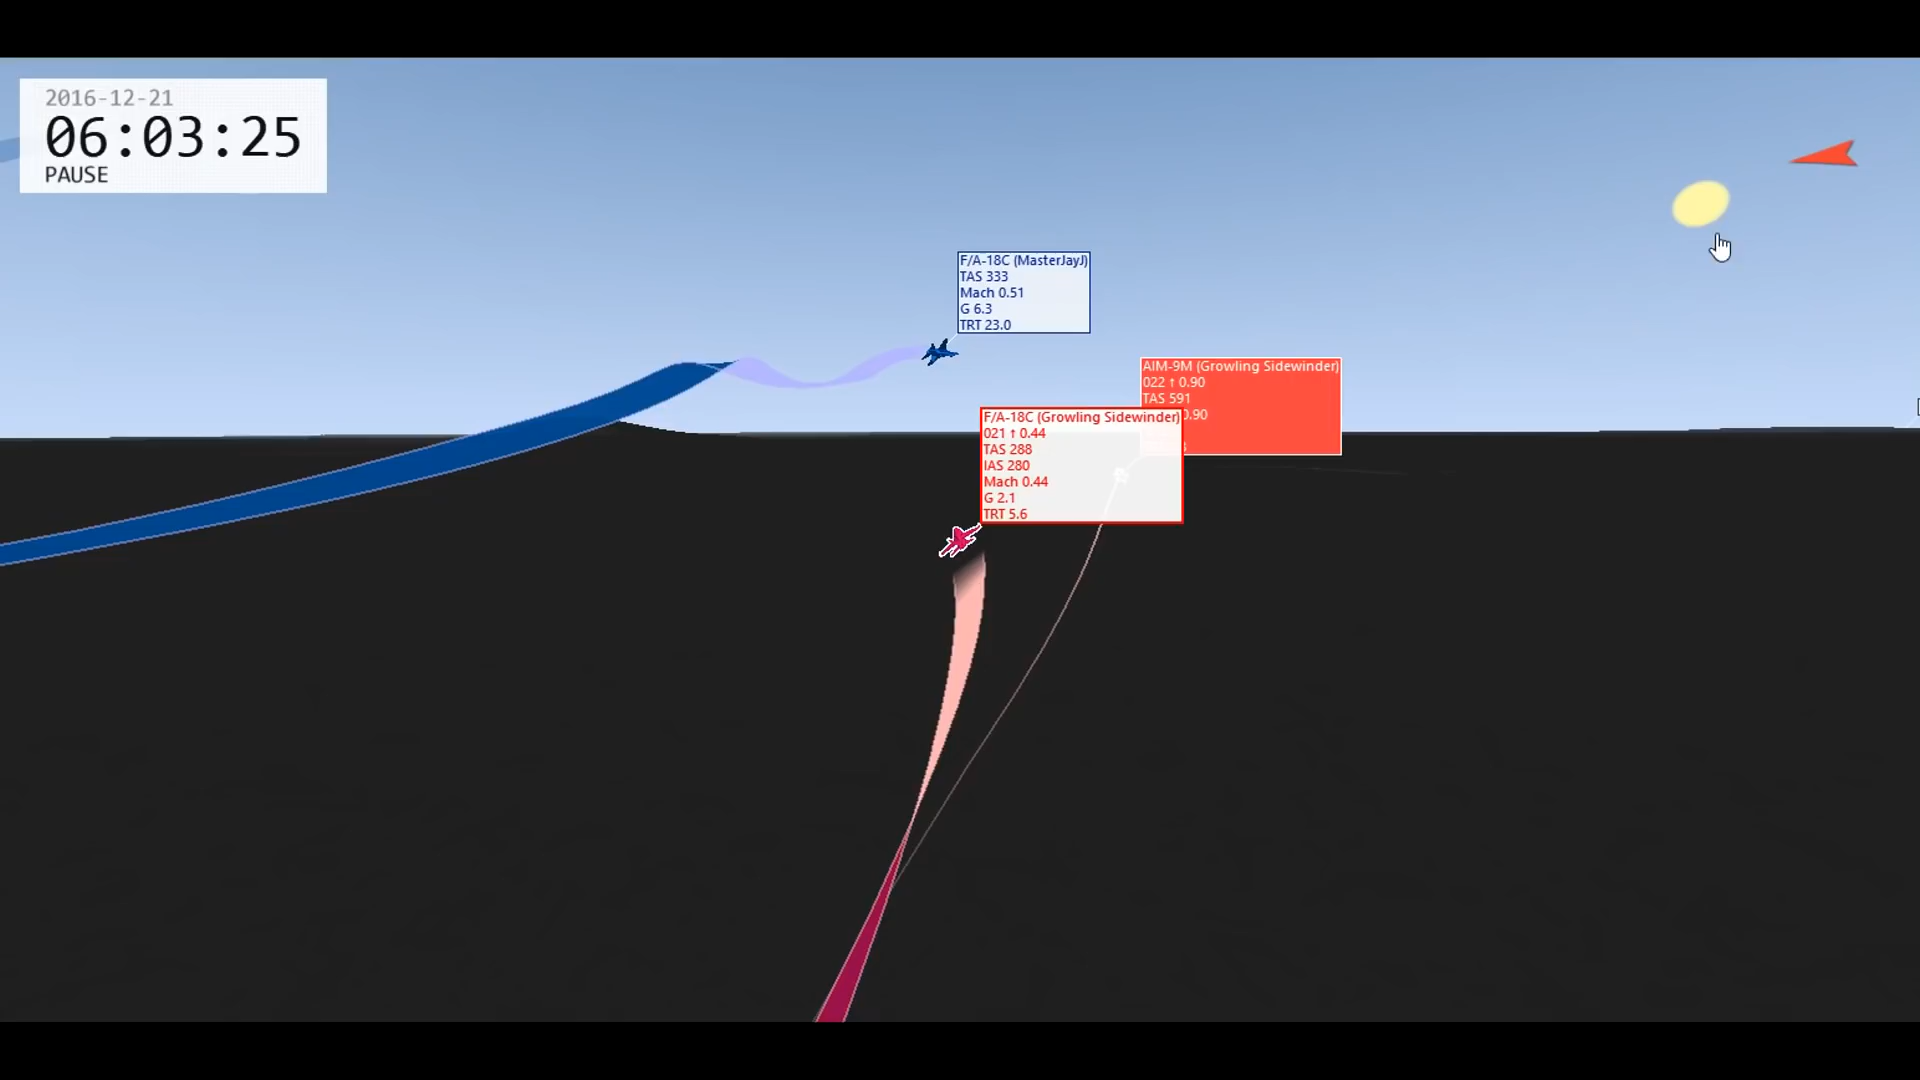 2016-12-21
06:03:25
PAUSE
F/A-18C (MasterJayJ)
TAS 333
Mach 0.51
G 6.3
TRT 23.0
AIM-9M (Growling Sidewinder)
022 ↑ 0.90
TAS 591
0.90
F/A-18C (Growling Sidewinder)
021 ↑ 0.44
TAS 288
IAS 280
Mach 0.44
G 2.1
TRT 5.6